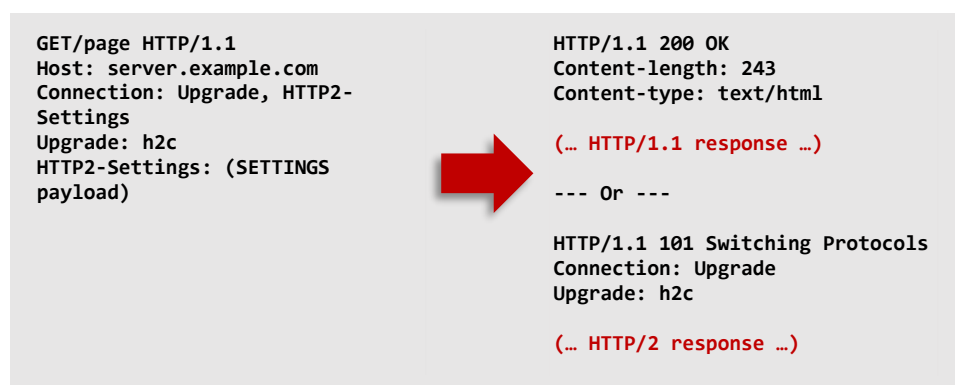 GET/page HTTP/1.1
Host: server.example.com
Connection: Upgrade, HTTP2-
Settings
Upgrade: h2c
HTTP2-Settings: (SETTINGS
payload)
HTTP/1.1 200 OK
Content-length: 243
Content-type: text/html
(… HTTP/1.1 response …)
--- Or ---
HTTP/1.1 101 Switching Protocols
Connection: Upgrade
Upgrade: h2c
(… HTTP/2 response …)